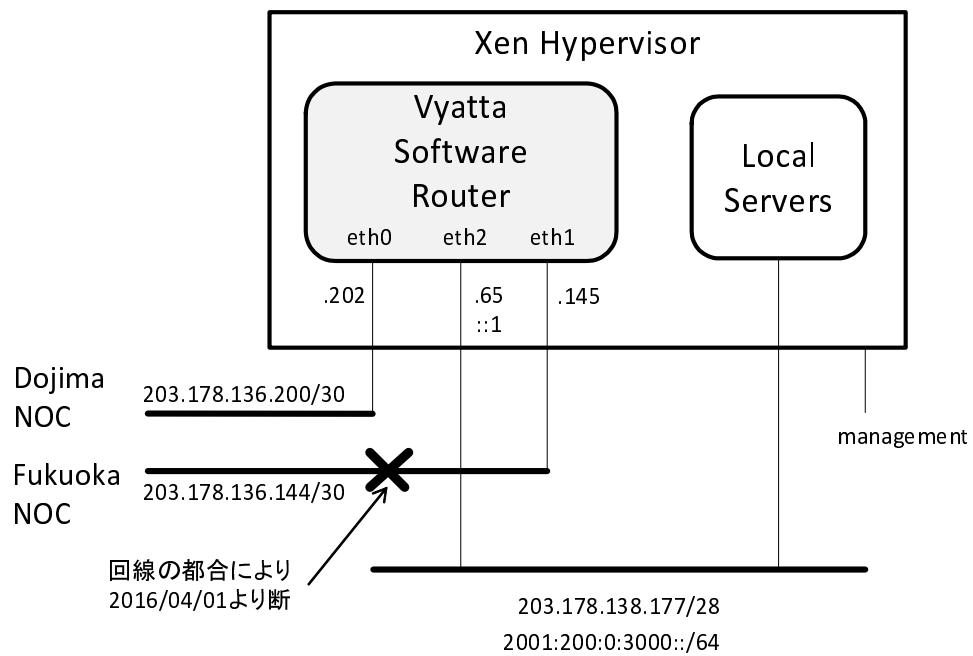 Xen Hypervisor
Vyatta
Software
Router
eth0 eth2 eth1
Local
Servers
.202
.65
::1
.145
Dojima
NOC
203.178.136.200/30
management
Fukuoka
NOC
203.178.136.144/30
回線の都合により
2016/04/01より断
203.178.138.177/28
2001:200:0:3000::/64